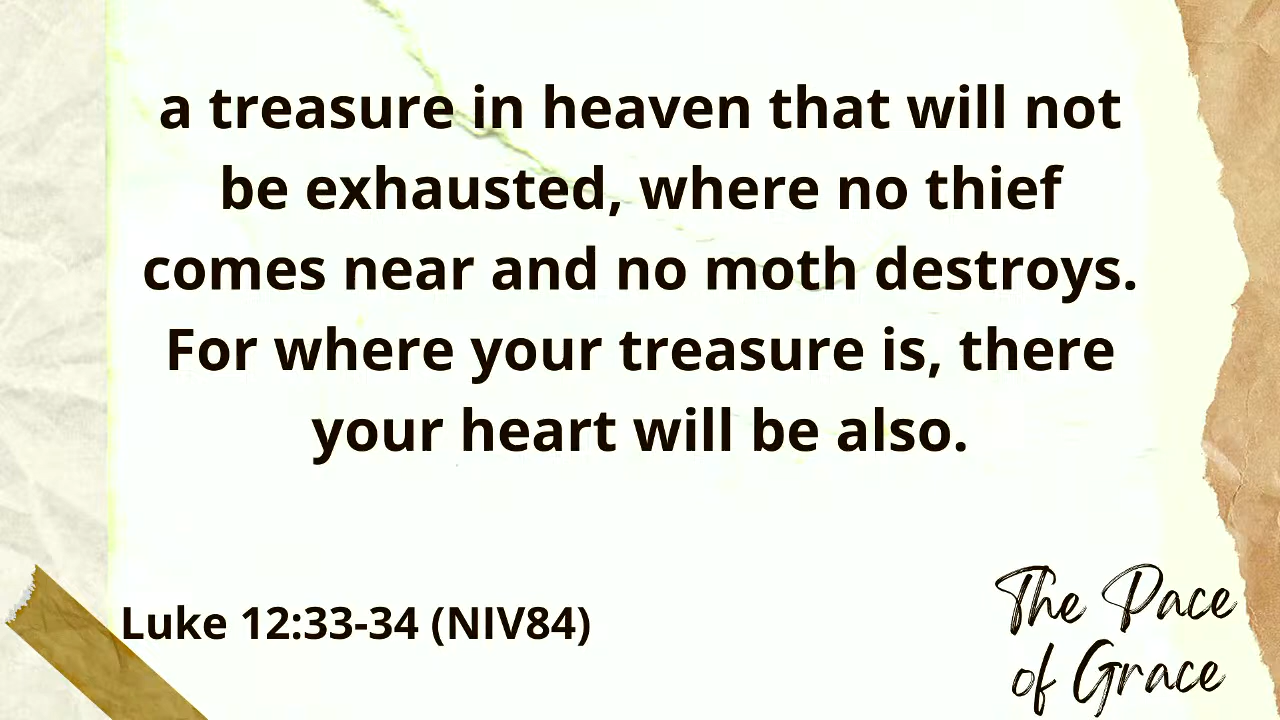 a treasure in heaven that will not
be exhausted, where no thief
comes near and no moth destroys.
For where your treasure is, there
your heart will be also.
Luke 12:33-34 (NIV84)
The Pace
of Grace